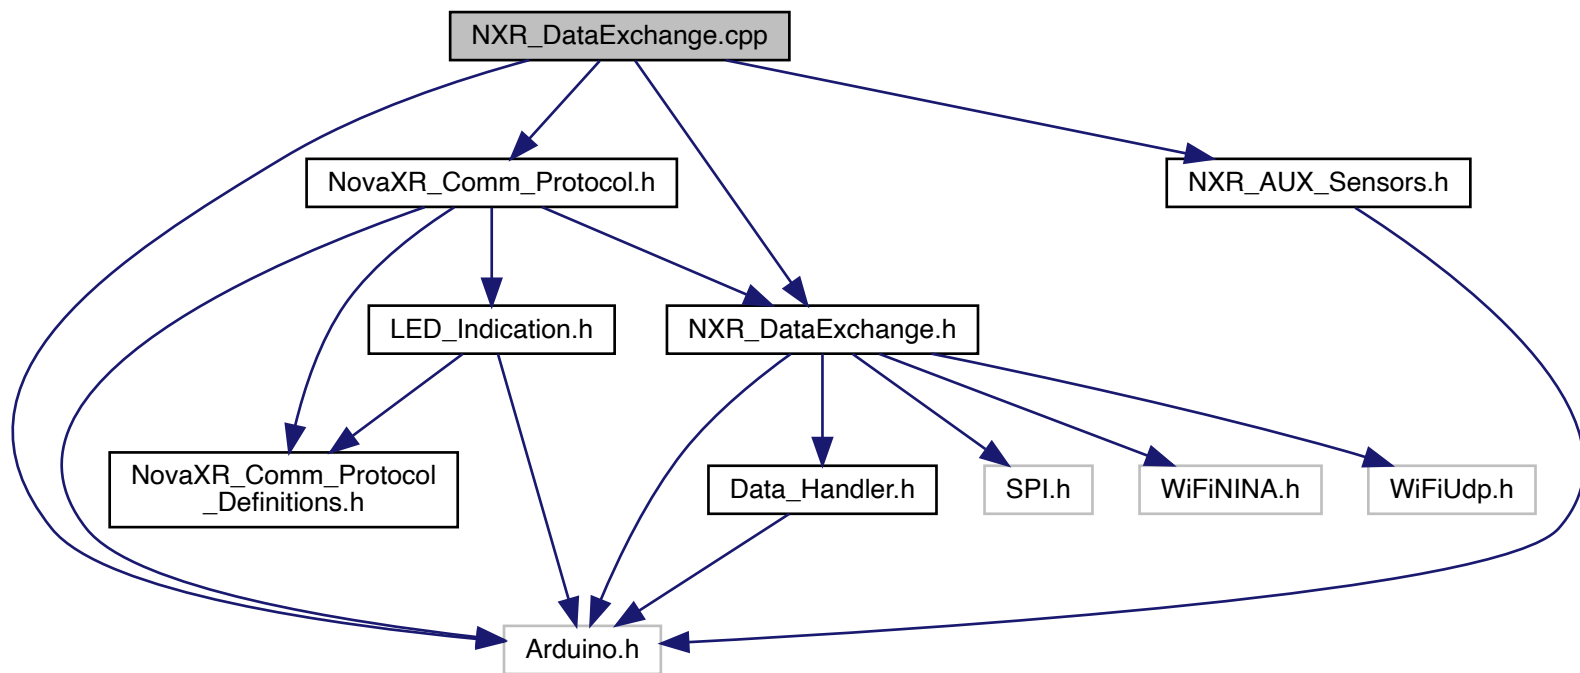 NXR_DataExchange.cpp
NovaXR_Comm_Protocol.h
NXR_AUX_Sensors.h
LED_Indication.h
NXR_DataExchange.h
NovaXR_Comm_Protocol
_Definitions.h
Data_Handler.h
SPI.h
WiFiNINA.h
WiFiUdp.h
Arduino.h